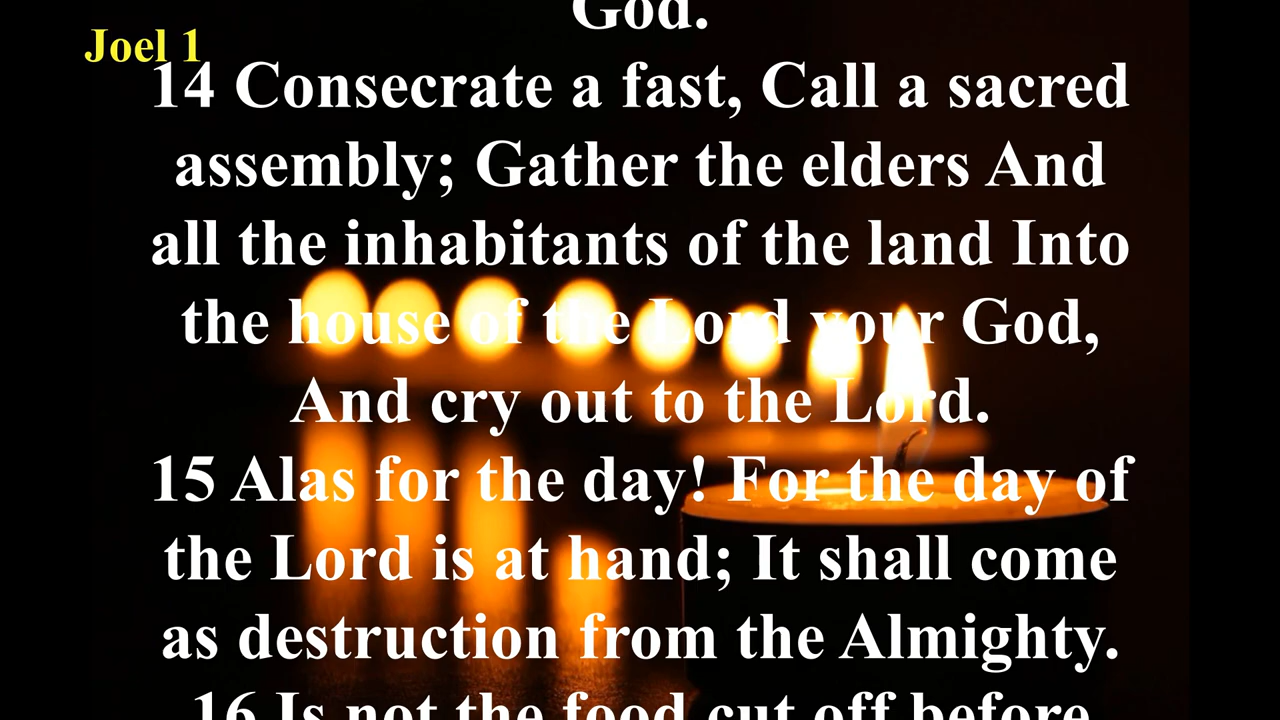 God.
Joel 1
14 Consecrate a fast, Call a sacred
assembly; Gather the elders And
all the inhabitants of the land Into
the house of the Lord your God,
And cry out to the Lord.
15 Alas for the day! For the day of
the Lord is at hand; It shall come
as destruction from the Almighty.
16 Is not the food cut off before